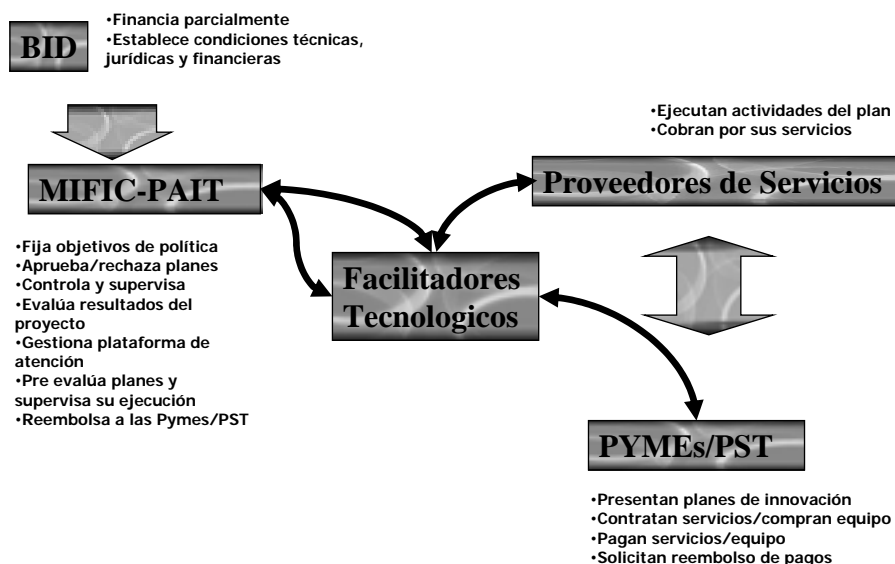 BID
•Financia parcialmente
•Establece condiciones técnicas,
jurídicas y financieras
•Ejecutan actividades del plan
•Cobran por sus servicios
MIFIC-PAIT
Proveedores de Servicios
•Fija objetivos de política
•Aprueba/rechaza planes
•Controla y supervisa
•Evalúa resultados del
proyecto
•Gestiona plataforma de
atención
•Pre evalúa planes y
supervisa su ejecución
•Reembolsa a las Pymes/PST
Facilitadores
Tecnologicos
PYMEs/PST
•Presentan planes de innovación
•Contratan servicios/compran equipo
•Pagan servicios/equipo
•Solicitan reembolso de pagos